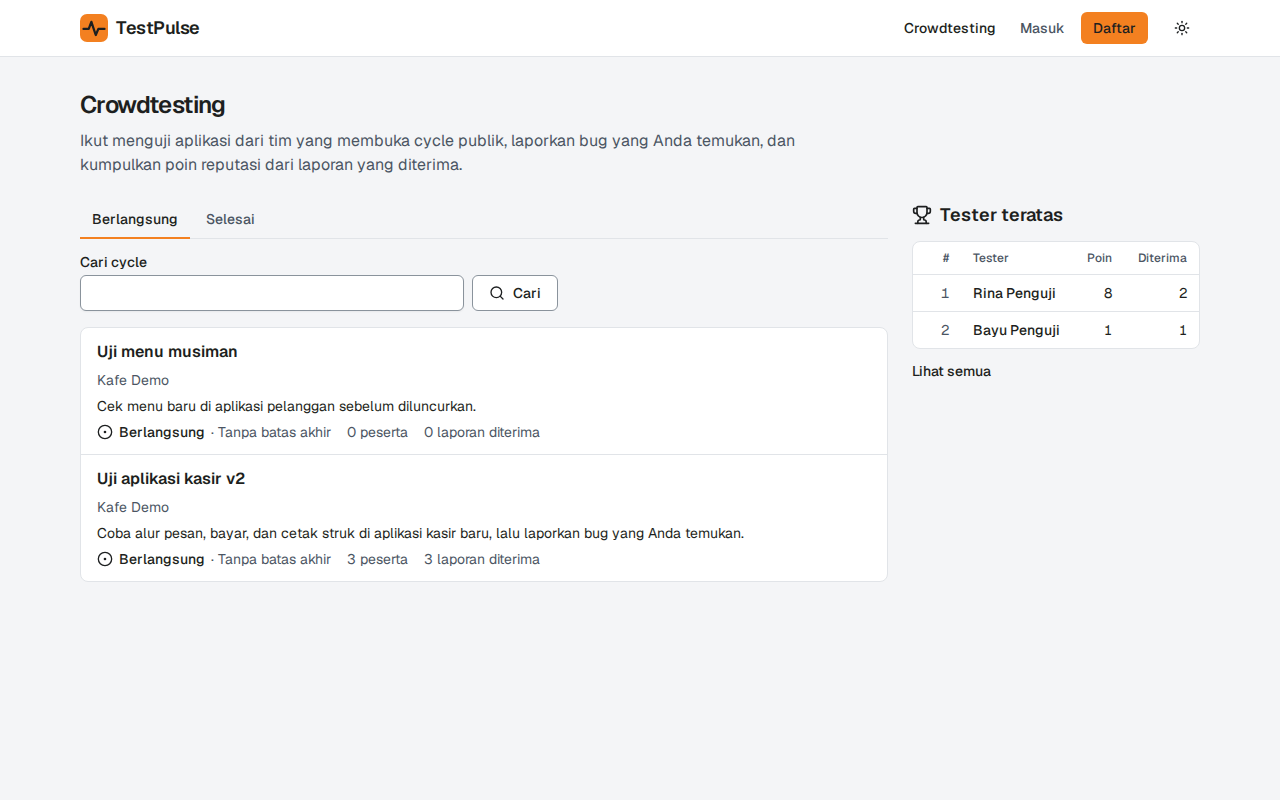 TestPulse
Crowdtesting
Masuk
Daftar
Crowdtesting
Ikut menguji aplikasi dari tim yang membuka cycle publik, laporkan bug yang Anda temukan, dan
kumpulkan poin reputasi dari laporan yang diterima.
Berlangsung
Selesai
Cari cycle
Cari
Uji menu musiman
Kafe Demo
Cek menu baru di aplikasi pelanggan sebelum diluncurkan.
Berlangsung · Tanpa batas akhir 0 peserta 0 laporan diterima
Uji aplikasi kasir v2
Kafe Demo
Coba alur pesan, bayar, dan cetak struk di aplikasi kasir baru, lalu laporkan bug yang Anda temukan.
Berlangsung · Tanpa batas akhir 3 peserta 3 laporan diterima
Tester teratas
# Tester Poin Diterima
1 Rina Penguji 8 2
2 Bayu Penguji 1 1
Lihat semua